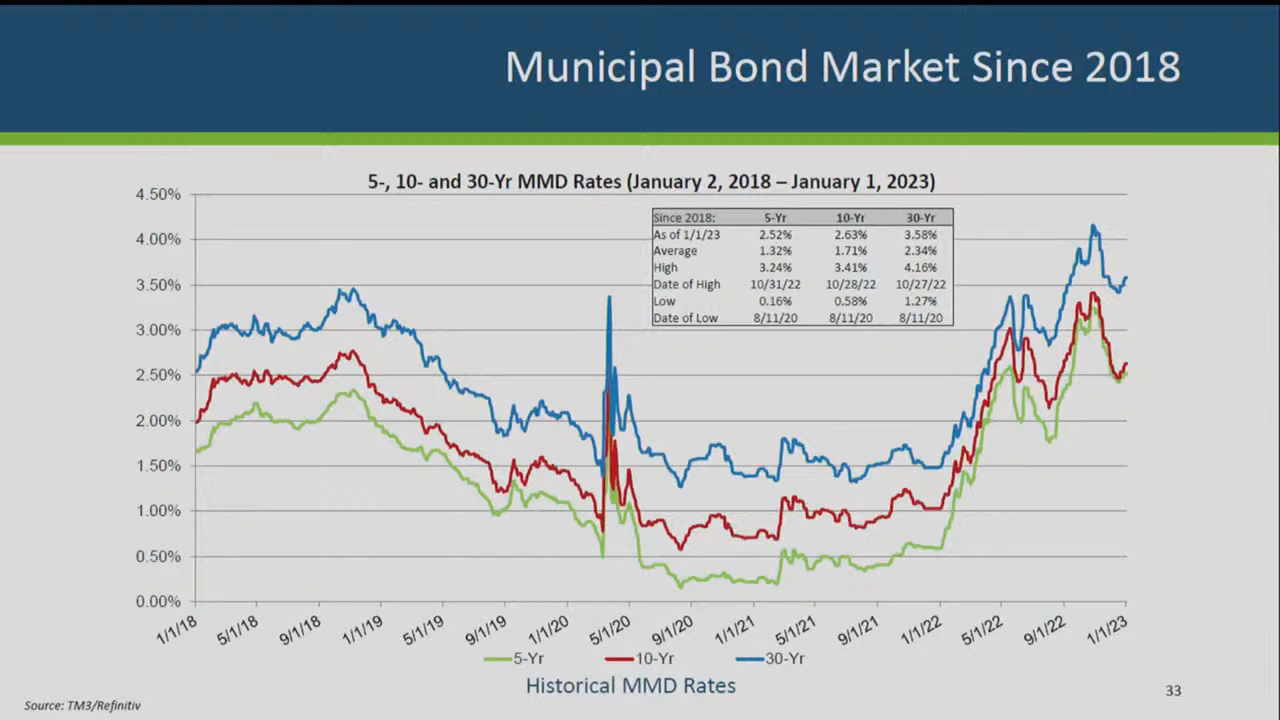 Municipal Bond Market Since 2018
5-, 10- and 30-Yr MMD Rates (January 2, 2018 – January 1, 2023)
4.50%
4.00%
3.50%
3.00%
2.50%
2.00%
1.50%
1.00%
0.50%
0.00%
Since 2018: 5-Yr 10-Yr 30-Yr
As of 1/1/23 2.52% 2.63% 3.58%
Average 1.32% 1.71% 2.34%
High 3.24% 3.41% 4.16%
Date of High 10/31/22 10/28/22 10/27/22
Low 0.16% 0.58% 1.27%
Date of Low 8/11/20 8/11/20 8/11/20
1/1/18 5/1/18 9/1/18 1/1/19 5/1/19 9/1/19 1/1/20 5/1/20 9/1/20 1/1/21 5/1/21 9/1/21 1/1/22 5/1/22 9/1/22 1/1/23
5-Yr 10-Yr 30-Yr
Historical MMD Rates
33
Source: TM3/Refinitiv